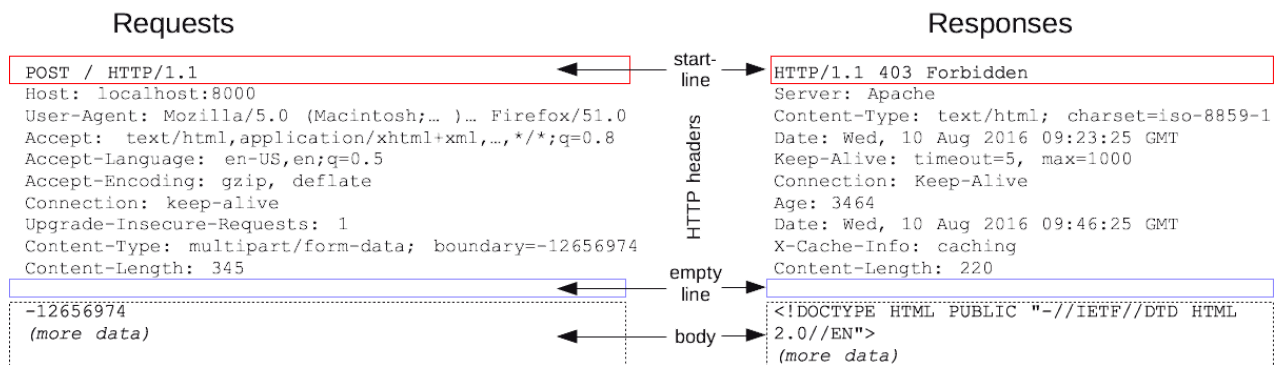 Requests
POST / HTTP/1.1
Host: localhost:8000
User-Agent: Mozilla/5.0 (Macintosh;… )… Firefox/51.0
Accept: text/html,application/xhtml+xml,…,*/*;q=0.8
Accept-Language: en-US,en;q=0.5
Accept-Encoding: gzip, deflate
Connection: keep-alive
Upgrade-Insecure-Requests: 1
Content-Type: multipart/form-data; boundary=-12656974
Content-Length: 345
-12656974
(more data)
start-
line
HTTP headers
empty
line
body
Responses
HTTP/1.1 403 Forbidden
Server: Apache
Content-Type: text/html; charset=iso-8859-1
Date: Wed, 10 Aug 2016 09:23:25 GMT
Keep-Alive: timeout=5, max=1000
Connection: Keep-Alive
Age: 3464
Date: Wed, 10 Aug 2016 09:46:25 GMT
X-Cache-Info: caching
Content-Length: 220
<!DOCTYPE HTML PUBLIC "-//IETF//DTD HTML
2.0//EN">
(more data)